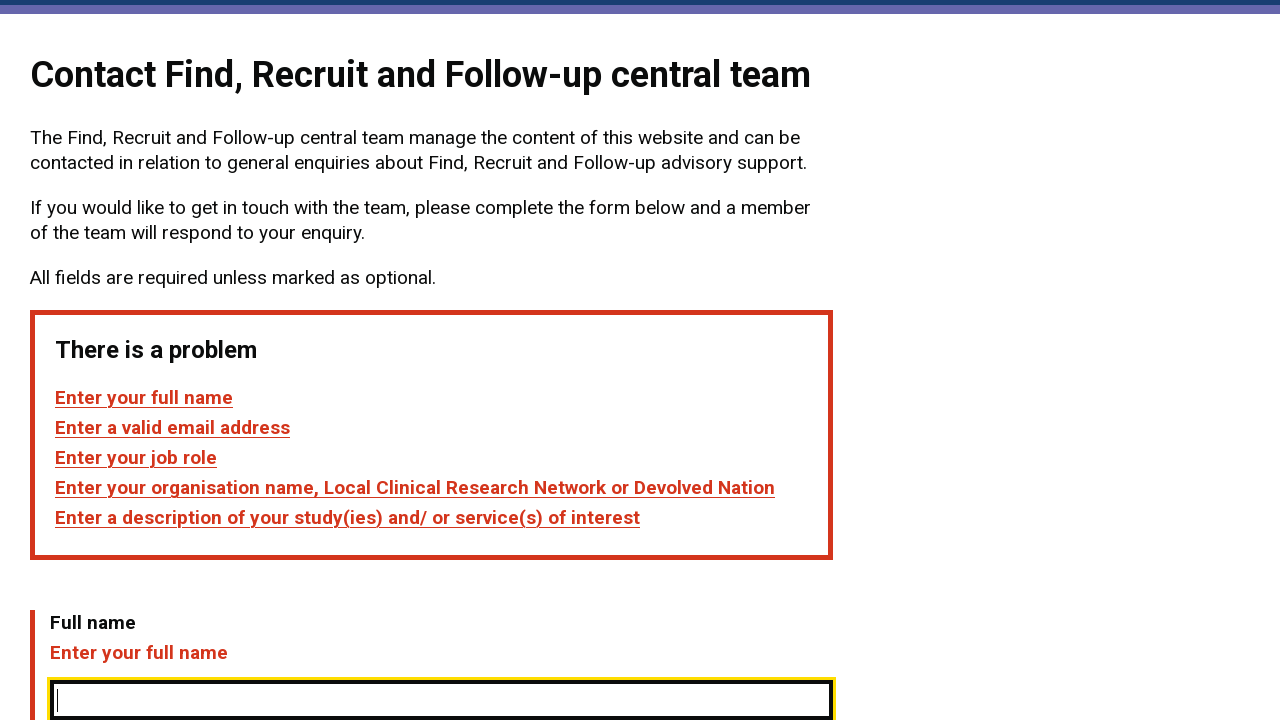 Contact Find, Recruit and Follow-up central team
The Find, Recruit and Follow-up central team manage the content of this website and can be
contacted in relation to general enquiries about Find, Recruit and Follow-up advisory support.
If you would like to get in touch with the team, please complete the form below and a member
of the team will respond to your enquiry.
All fields are required unless marked as optional.
There is a problem
Enter your full name
Enter a valid email address
Enter your job role
Enter your organisation name, Local Clinical Research Network or Devolved Nation
Enter a description of your study(ies) and/ or service(s) of interest
Full name
Enter your full name